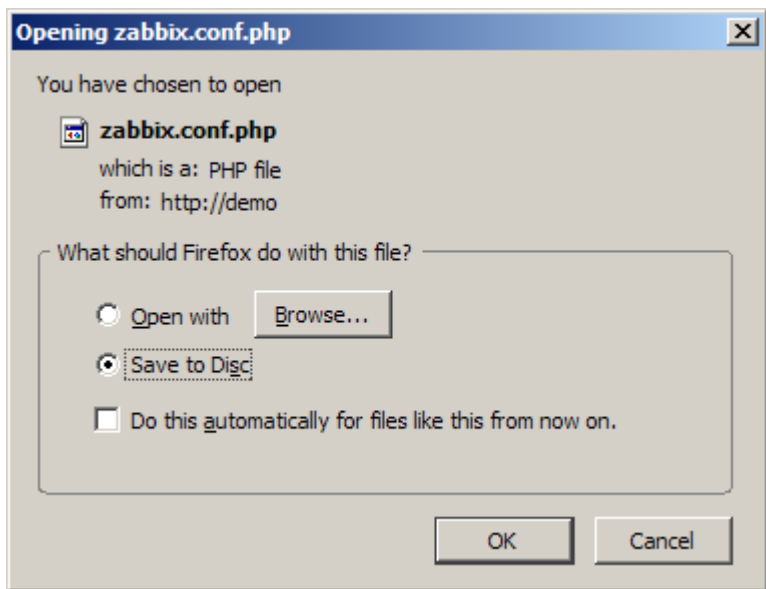 Opening zabbix.conf.php
You have chosen to open
zabbix.conf.php
which is a: PHP file
from: http://demo
What should Firefox do with this file?
Open with Browse...
Save to Disc
Do this automatically for files like this from now on.
OK Cancel